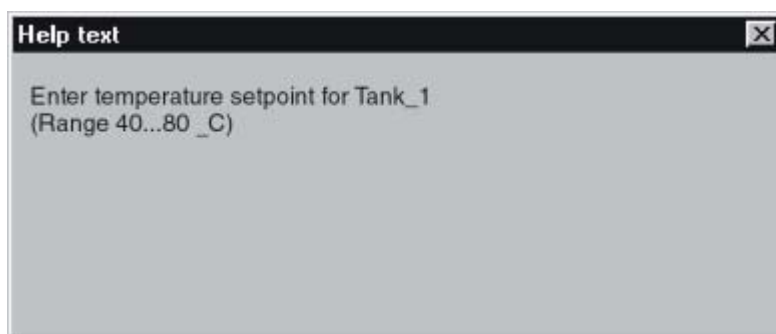 Help text
Enter temperature setpoint for Tank_1
(Range 40...80 _C)